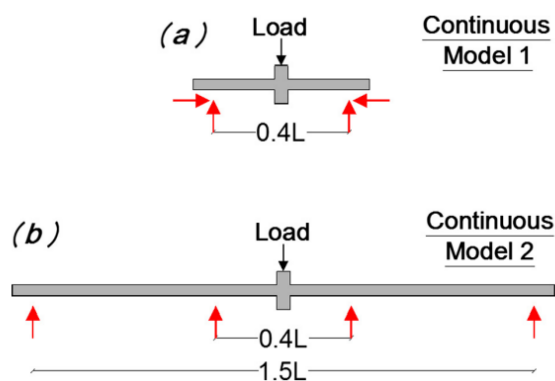 (a)
Load
Continuous
Model 1
0.4L
(b)
Load
Continuous
Model 2
0.4L
1.5L